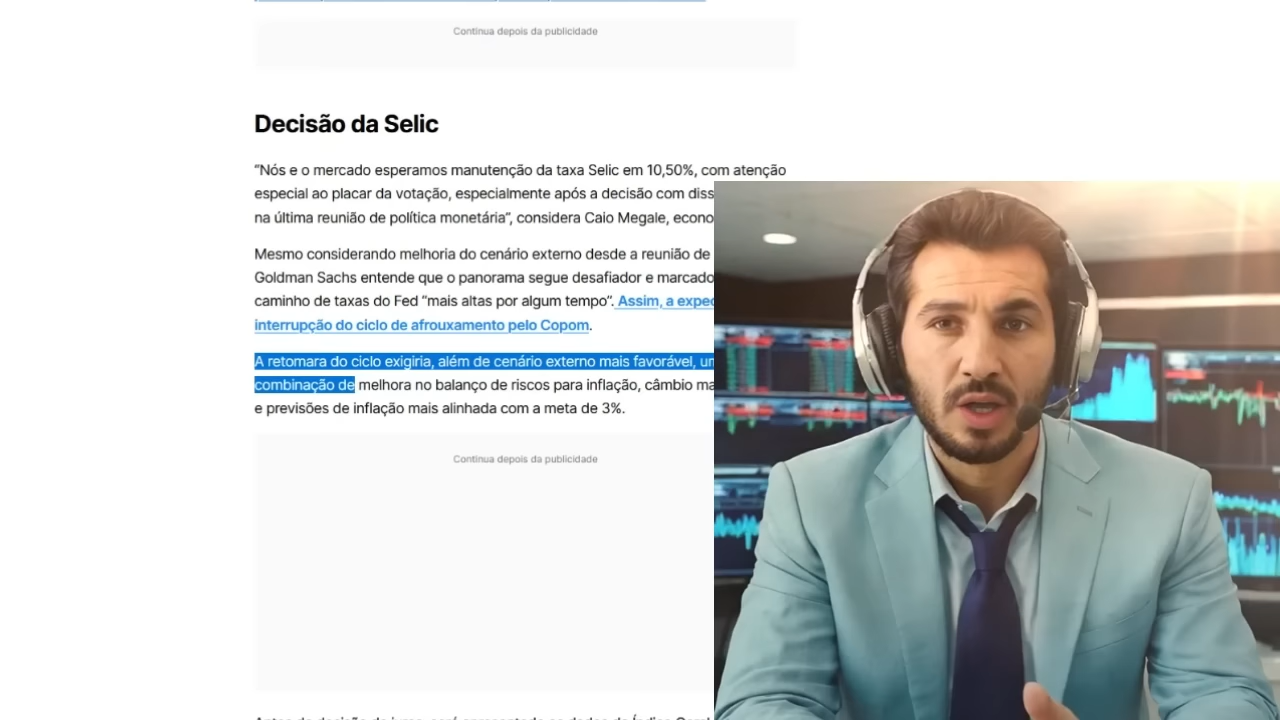 Continua depois da publicidade
Decisão da Selic
“Nós e o mercado esperamos manutenção da taxa Selic em 10,50%, com atenção
especial ao placar da votação, especialmente após a decisão com
na última reunião de política monetária”, considera Caio Megale,
Mesmo considerando melhoria do cenário externo desde a reunião de
Goldman Sachs entende que o panorama segue desafiador e marcado
caminho de taxas do Fed “mais altas por algum tempo”. Assim, a
interrupção do ciclo de afrouxamento pelo Copom.
A retomara do ciclo exigiria, além de cenário externo mais favorável,
combinação de melhora no balanço de riscos para inflação, câmbio
e previsões de inflação mais alinhada com a meta de 3%.
Continua depois da publicidade